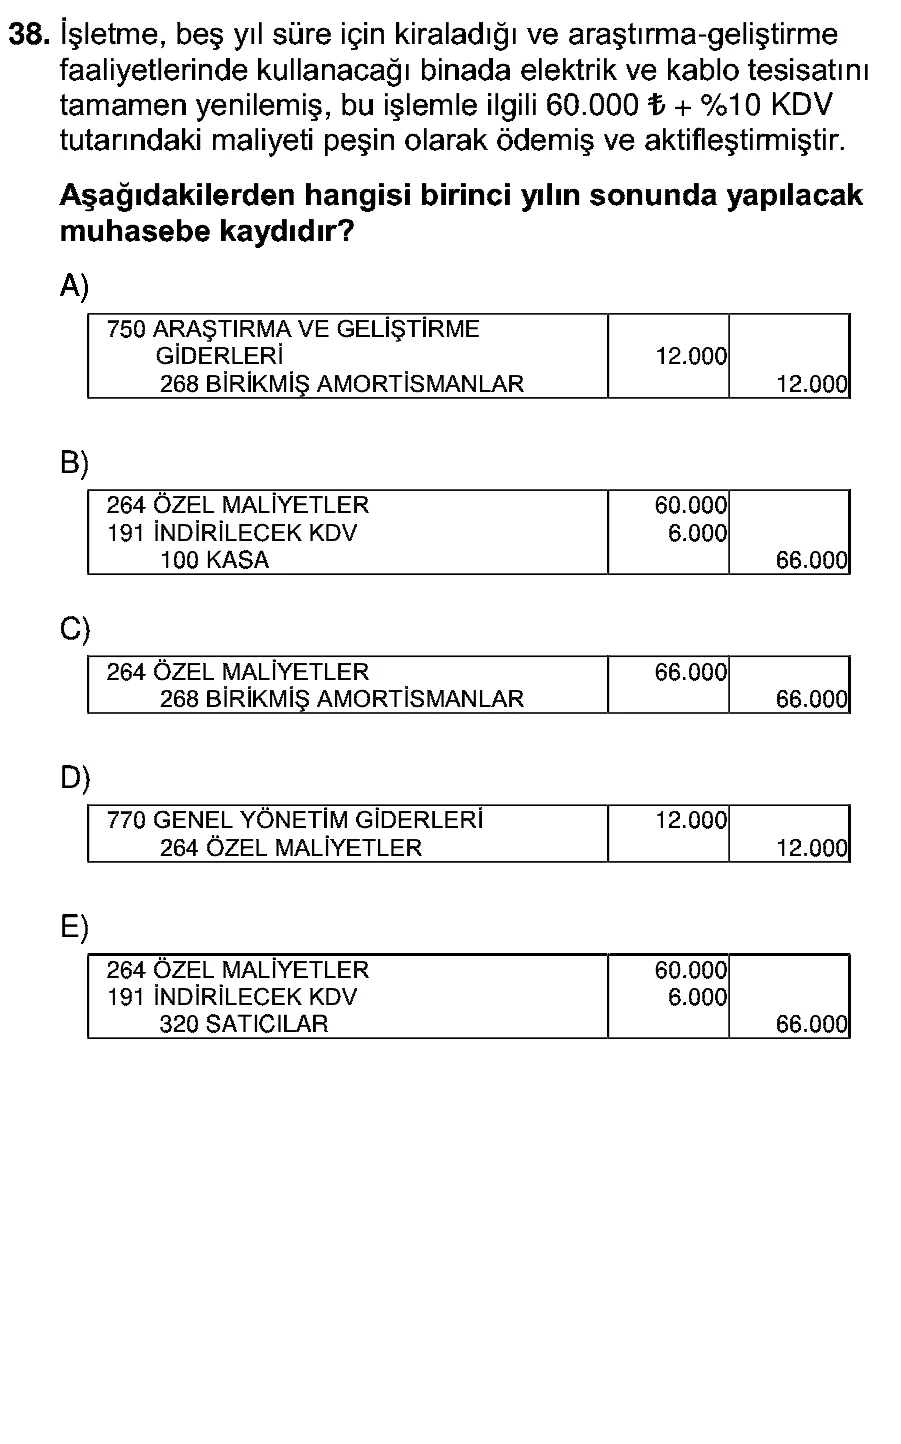 38. İşletme, beş yıl süre için kiraladığı ve araştırma-geliştirme
faaliyetlerinde kullanacağı binada elektrik ve kablo tesisatını
tamamen yenilemiş, bu işlemle ilgili 60.000 ₺ + %10 KDV
tutarındaki maliyeti peşin olarak ödemiş ve aktifleştirmiştir.
Aşağıdakilerden hangisi birinci yılın sonunda yapılacak
muhasebe kaydıdır?
A)
750 ARAŞTIRMA VE GELİŞTİRME
GİDERLERİ 12.000
268 BİRİKMİŞ AMORTİSMANLAR 12.000
B)
264 ÖZEL MALİYETLER 60.000
191 İNDİRİLECEK KDV 6.000
100 KASA 66.000
C)
264 ÖZEL MALİYETLER 66.000
268 BİRİKMİŞ AMORTİSMANLAR 66.000
D)
770 GENEL YÖNETİM GİDERLERİ 12.000
264 ÖZEL MALİYETLER 12.000
E)
264 ÖZEL MALİYETLER 60.000
191 İNDİRİLECEK KDV 6.000
320 SATICILAR 66.000